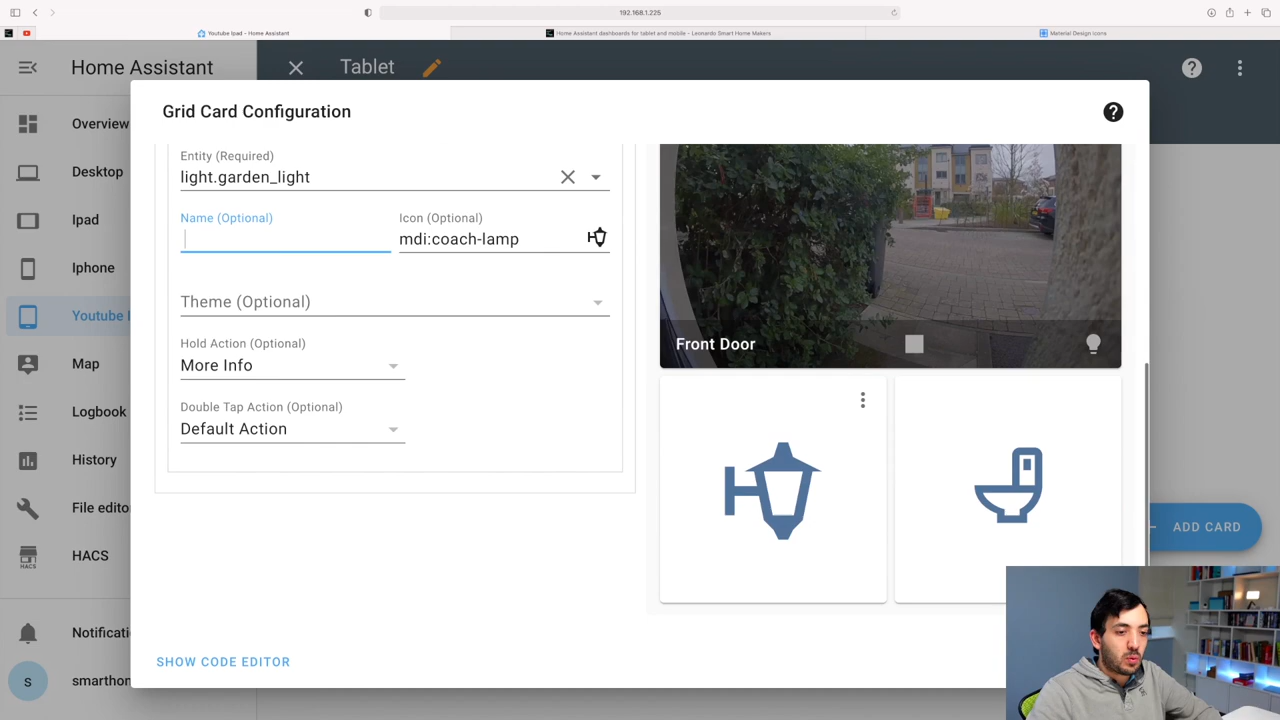 192.168.1.225
Youtube Ipad - Home Assistant
Home Assistant dashboards for tablet and mobile - Leonardo Smart Home Makers
Material Design Icons
Home Assistant
Tablet
Grid Card Configuration
Overview
Desktop
Ipad
Iphone
Youtube I
Map
Logbook
History
File edito
HACS
HACS
Notificati
S
smarthon
Entity (Required)
light.garden_light
Name (Optional)
Icon (Optional)
mdi:coach-lamp
Theme (Optional)
Hold Action (Optional)
More Info
Double Tap Action (Optional)
Default Action
Front Door
ADD CARD
SHOW CODE EDITOR